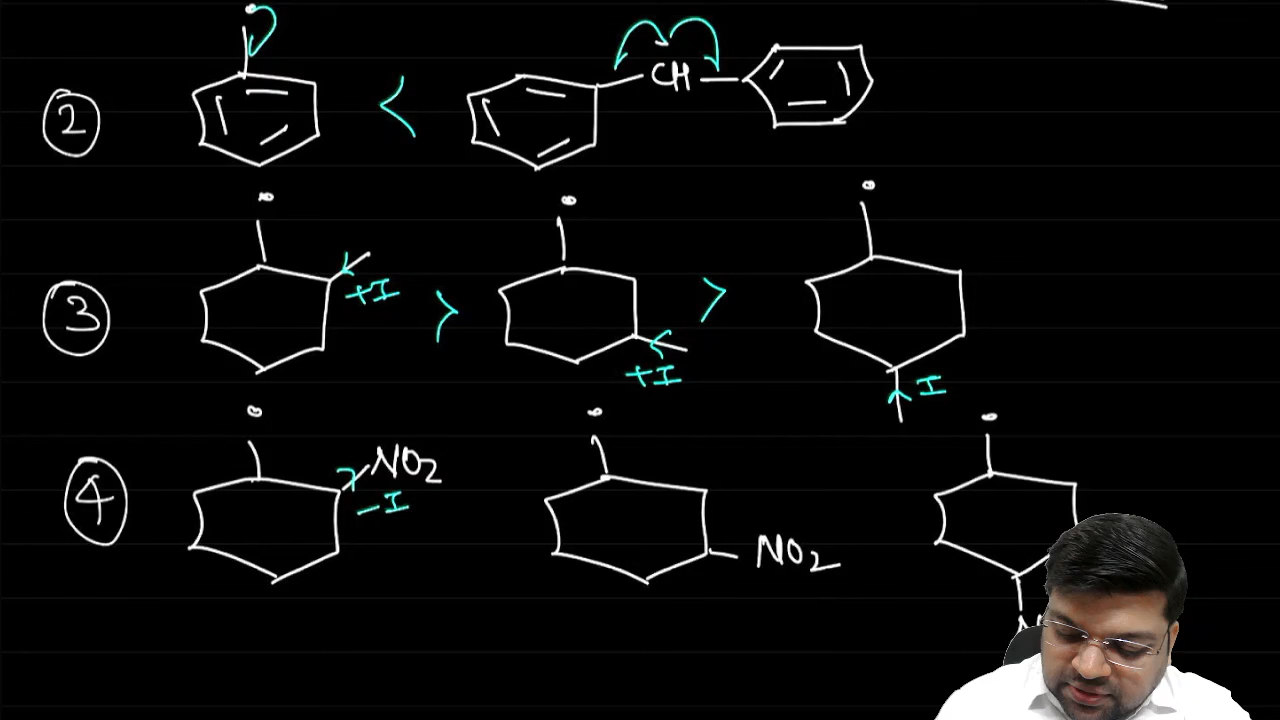 ②
<
CH
③
+I
>
+I
>
I
④
NO2
-I
NO2